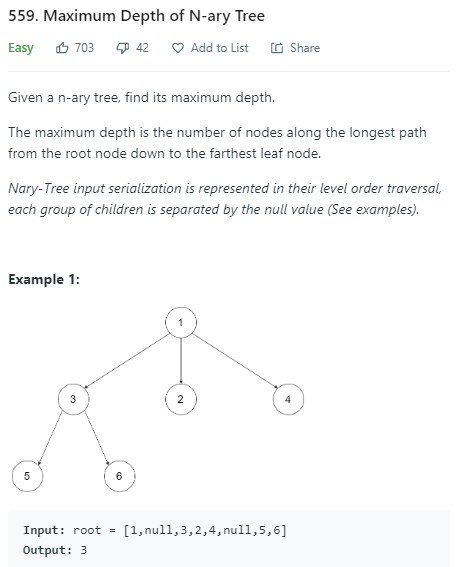 559. Maximum Depth of N-ary Tree
Easy 703 42 Add to List Share
Given a n-ary tree, find its maximum depth.
The maximum depth is the number of nodes along the longest path
from the root node down to the farthest leaf node.
Nary-Tree input serialization is represented in their level order traversal,
each group of children is separated by the null value (See examples).
Example 1:
1
3 2 4
5 6
Input: root = [1,null,3,2,4,null,5,6]
Output: 3